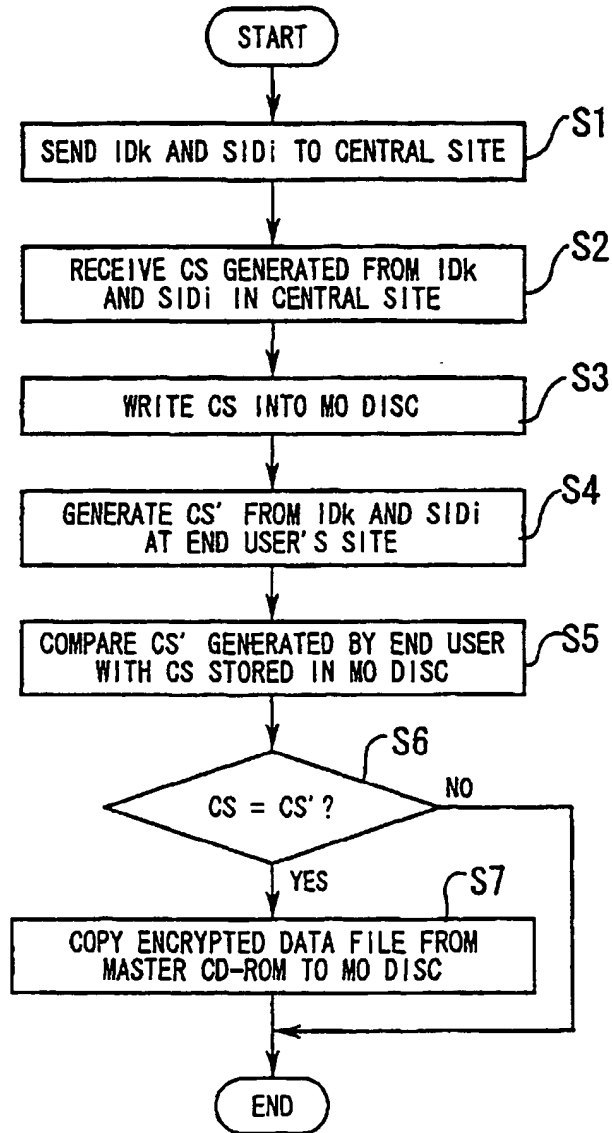 START
S1
SEND IDk AND SIDi TO CENTRAL SITE
S2
RECEIVE CS GENERATED FROM IDk
AND SIDi IN CENTRAL SITE
S3
WRITE CS INTO MO DISC
S4
GENERATE CS' FROM IDk AND SIDi
AT END USER'S SITE
S5
COMPARE CS' GENERATED BY END USER
WITH CS STORED IN MO DISC
S6
CS = CS'?
NO
YES
S7
COPY ENCRYPTED DATA FILE FROM
MASTER CD-ROM TO MO DISC
END